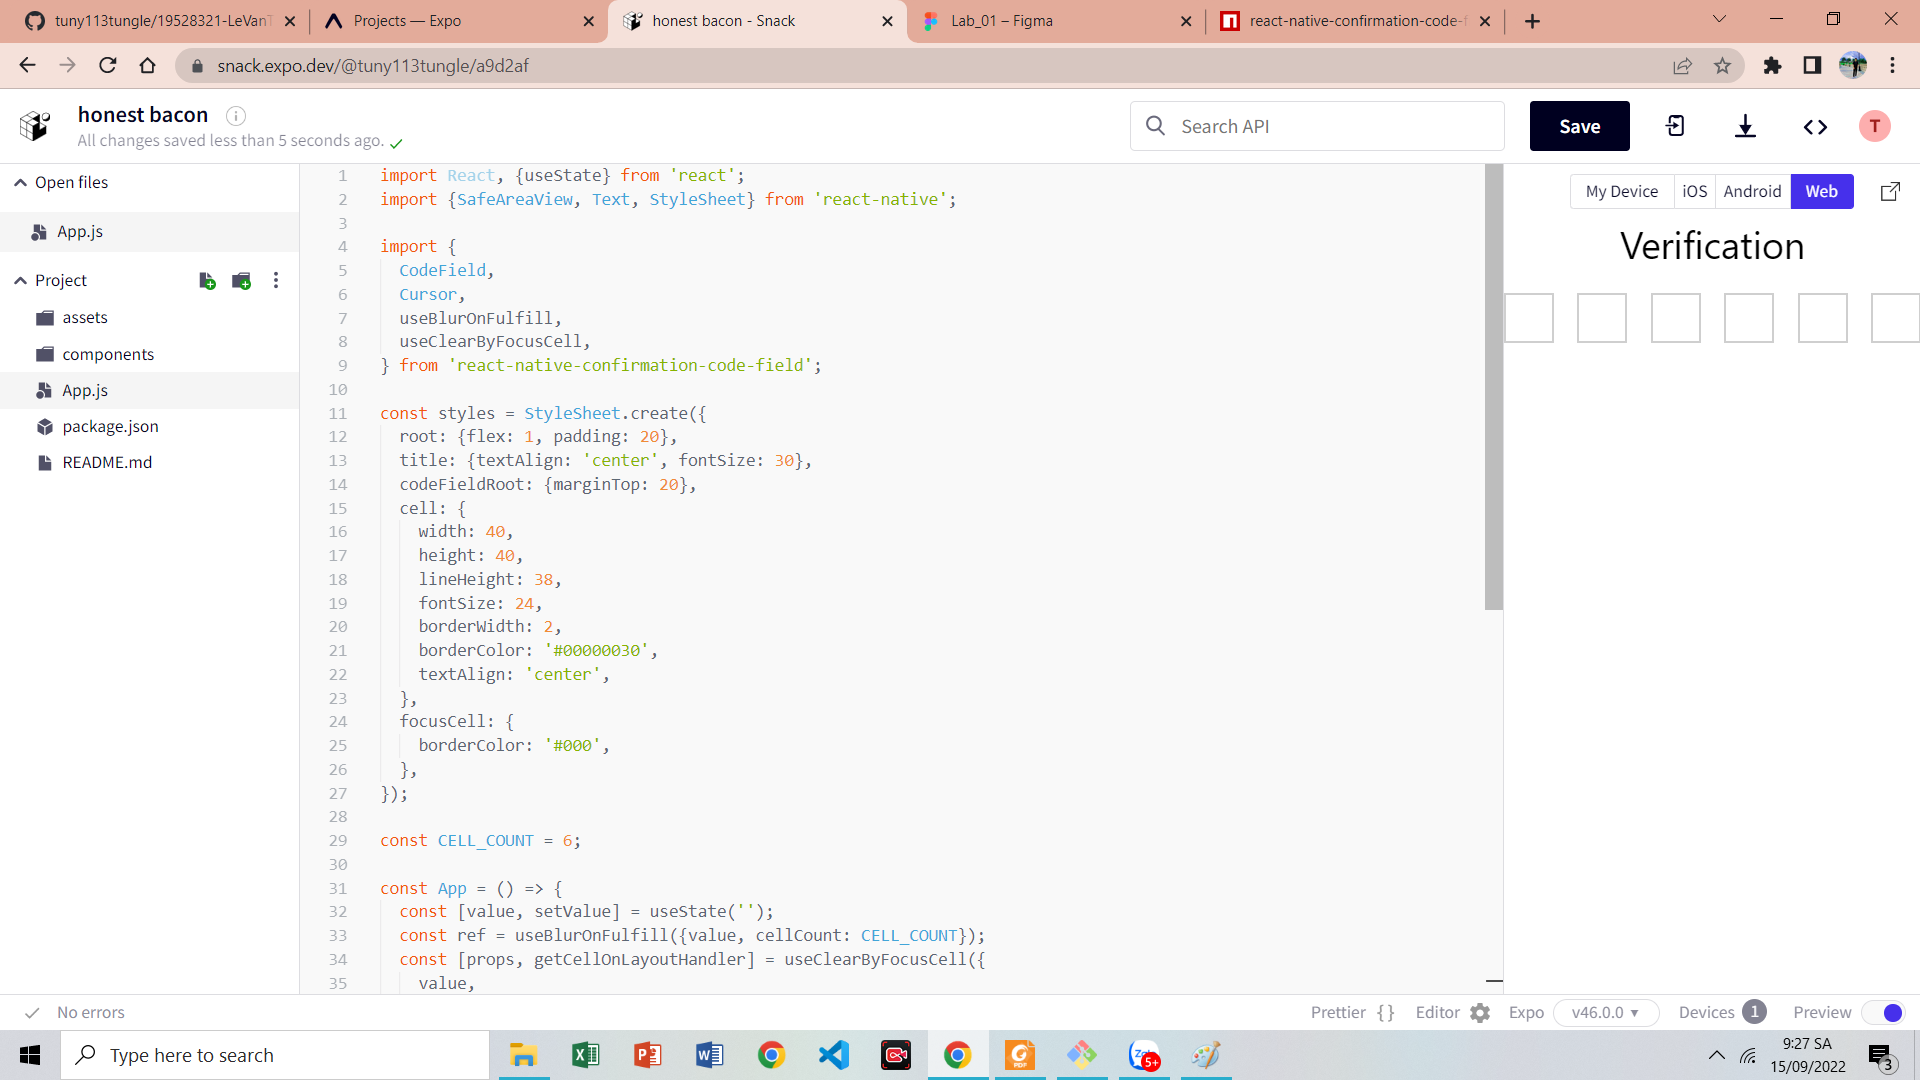 tuny113tungle/19528321-LeVanT
Projects — Expo
honest bacon - Snack
Lab_01 – Figma
react-native-confirmation-code-f
snack.expo.dev/@tuny113tungle/a9d2af
honest bacon
All changes saved less than 5 seconds ago.
Search API
Save
T
Open files
App.js
Project
assets
components
App.js
package.json
README.md
1 import React, {useState} from 'react';
2 import {SafeAreaView, Text, StyleSheet} from 'react-native';
3
4 import {
5 CodeField,
6 Cursor,
7 useBlurOnFulfill,
8 useClearByFocusCell,
9 } from 'react-native-confirmation-code-field';
10
11 const styles = StyleSheet.create({
12 root: {flex: 1, padding: 20},
13 title: {textAlign: 'center', fontSize: 30},
14 codeFieldRoot: {marginTop: 20},
15 cell: {
16 width: 40,
17 height: 40,
18 lineHeight: 38,
19 fontSize: 24,
20 borderWidth: 2,
21 borderColor: '#00000030',
22 textAlign: 'center',
23 },
24 focusCell: {
25 borderColor: '#000',
26 },
27 });
28
29 const CELL_COUNT = 6;
30
31 const App = () => {
32 const [value, setValue] = useState('');
33 const ref = useBlurOnFulfill({value, cellCount: CELL_COUNT});
34 const [props, getCellOnLayoutHandler] = useClearByFocusCell({
35 value,
My Device iOS Android Web
Verification
No errors
Prettier {} Editor Expo v46.0.0 Devices 1 Preview
Type here to search
5+
9:27 SA
15/09/2022
3